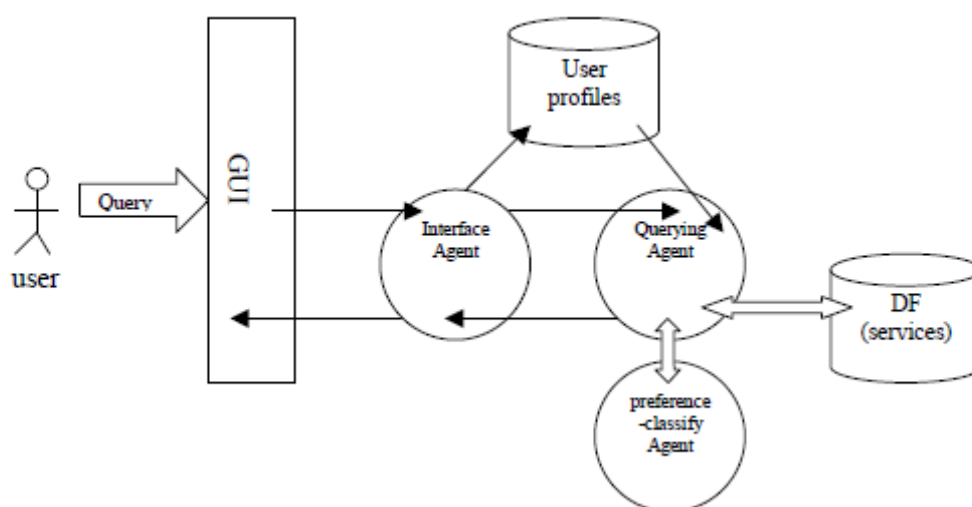 User
profiles
GUI
Query
Interface
Agent
Querying
Agent
user
DF
(services)
preference
-classify
Agent